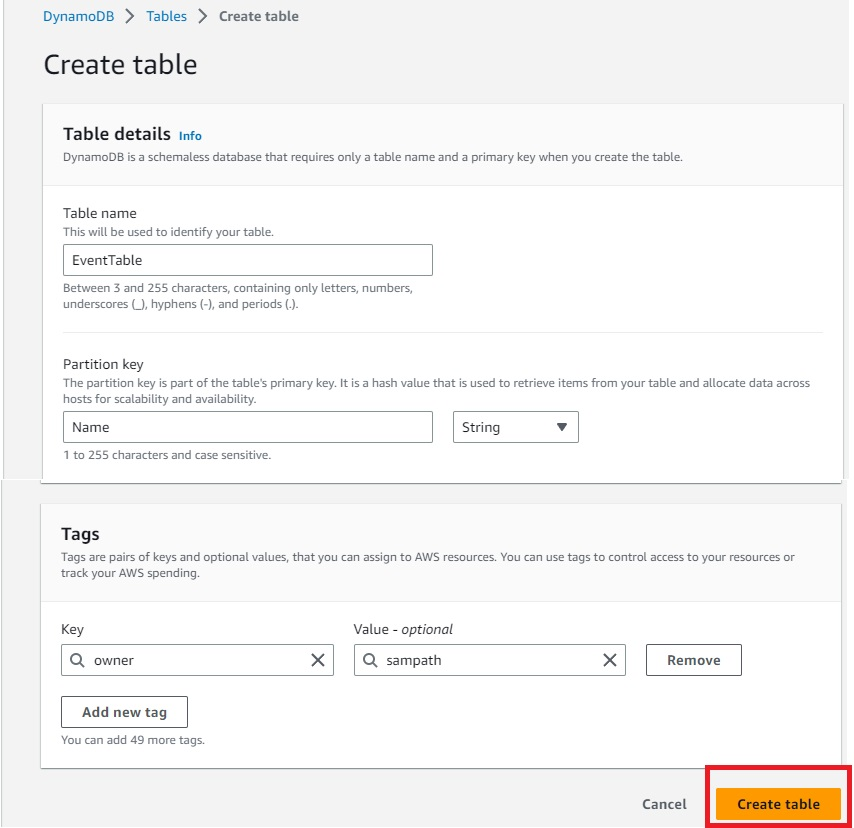 DynamoDB > Tables > Create table
Create table
Table details Info
DynamoDB is a schemaless database that requires only a table name and a primary key when you create the table.
Table name
This will be used to identify your table.
EventTable
Between 3 and 255 characters, containing only letters, numbers,
underscores (_), hyphens (-), and periods (.).
Partition key
The partition key is part of the table's primary key. It is a hash value that is used to retrieve items from your table and allocate data across
hosts for scalability and availability.
Name String
1 to 255 characters and case sensitive.
Tags
Tags are pairs of keys and optional values, that you can assign to AWS resources. You can use tags to control access to your resources or
track your AWS spending.
Key Value - optional
owner sampath Remove
Add new tag
You can add 49 more tags.
Cancel Create table